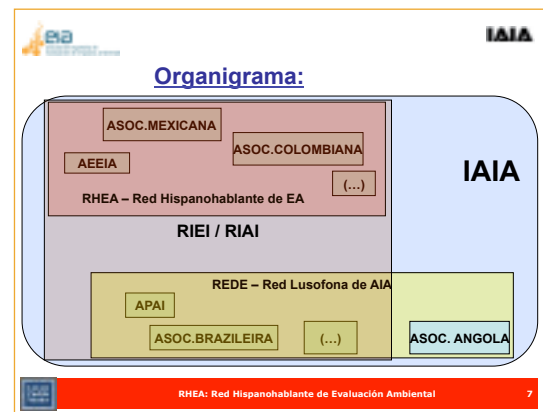 eia
IAIA
Organigrama:
ASOC.MEXICANA
ASOC.COLOMBIANA
AEEIA
(...)
IAIA
RHEA – Red Hispanohablante de EA
RIEI / RIAI
REDE – Red Lusofona de AIA
APAI
ASOC.BRAZILEIRA
(...)
ASOC. ANGOLA
RHEA: Red Hispanohablante de Evaluación Ambiental
7